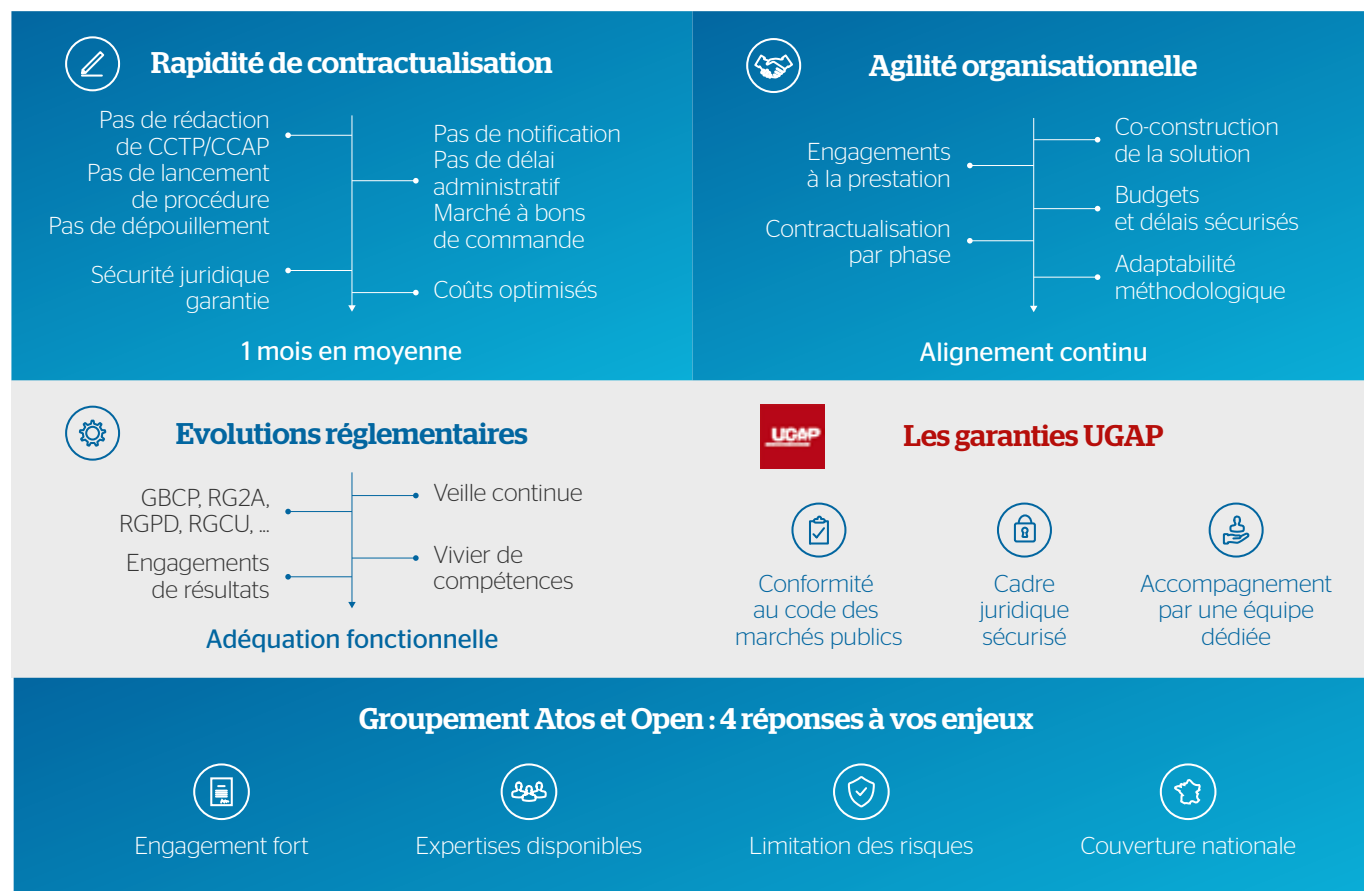 Rapidité de contractualisation
Pas de rédaction
de CCTP/CCAP
Pas de lancement
de procédure
Pas de dépouillement
Pas de notification
Pas de délai
administratif
Marché à bons
de commande
Sécurité juridique
garantie
Coûts optimisés
1 mois en moyenne
Agilité organisationnelle
Engagements
à la prestation
Co-construction
de la solution
Contractualisation
par phase
Budgets
et délais sécurisés
Adaptabilité
méthodologique
Alignement continu
Evolutions réglementaires
GBCP, RG2A,
RGPD, RGCU, ...
Veille continue
Engagements
de résultats
Vivier de
compétences
Adéquation fonctionnelle
UGAP
Les garanties UGAP
Conformité
au code des
marchés publics
Cadre
juridique
sécurisé
Accompagnement
par une équipe
dédiée
Groupement Atos et Open : 4 réponses à vos enjeux
Engagement fort
Expertises disponibles
Limitation des risques
Couverture nationale